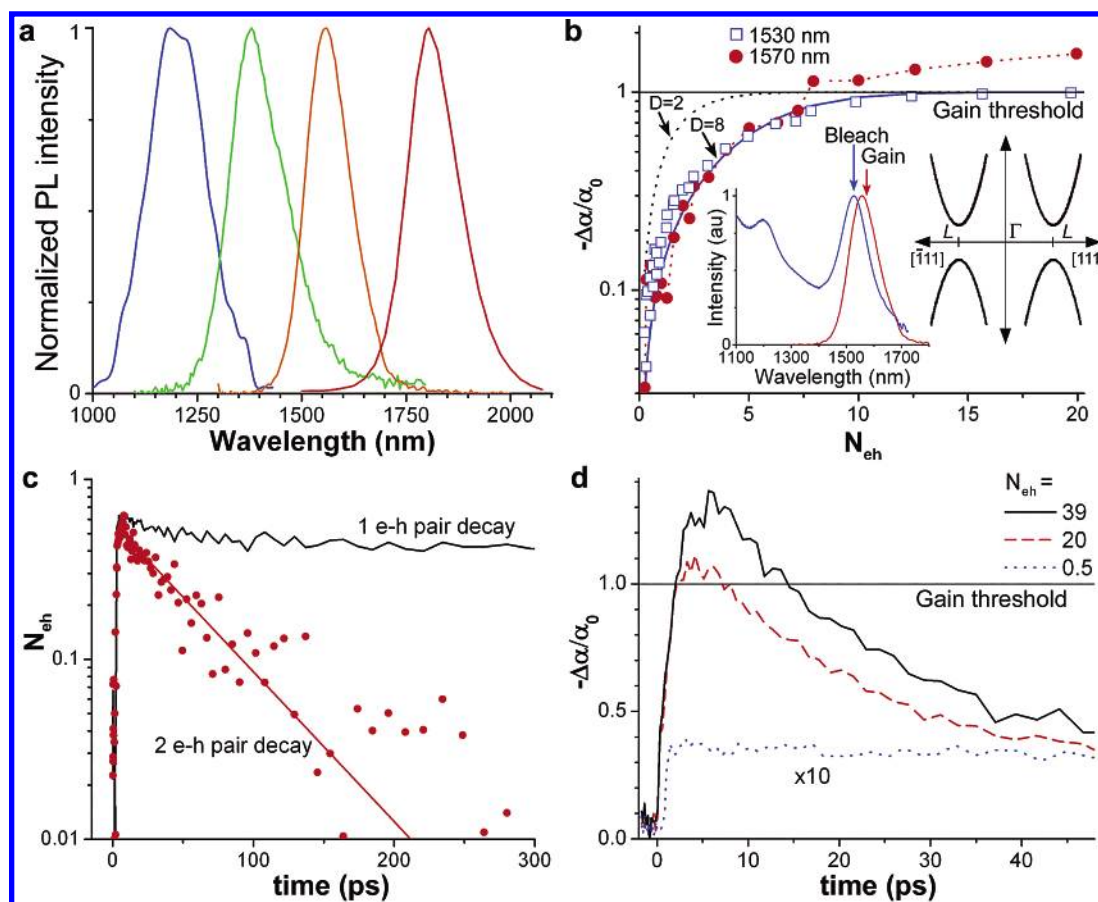 a
Normalized PL intensity
1
0
1000 1250 1500 1750 2000
Wavelength (nm)
b
1530 nm
1570 nm
-Δα/α0
1
0.1
D=2
D=8
Gain threshold
Bleach
Gain
Intensity (au)
1
0
1100 1300 1500 1700
Wavelength (nm)
L Γ L
[1̄11] [111
0 5 10 15 20
Neh
c
Neh
1
0.1
0.01
1 e-h pair decay
2 e-h pair decay
0 100 200 300
time (ps)
d
Neh =
39
20
0.5
-Δα/α0
1.0
0.5
0.0
Gain threshold
x10
0 10 20 30 40
time (ps)